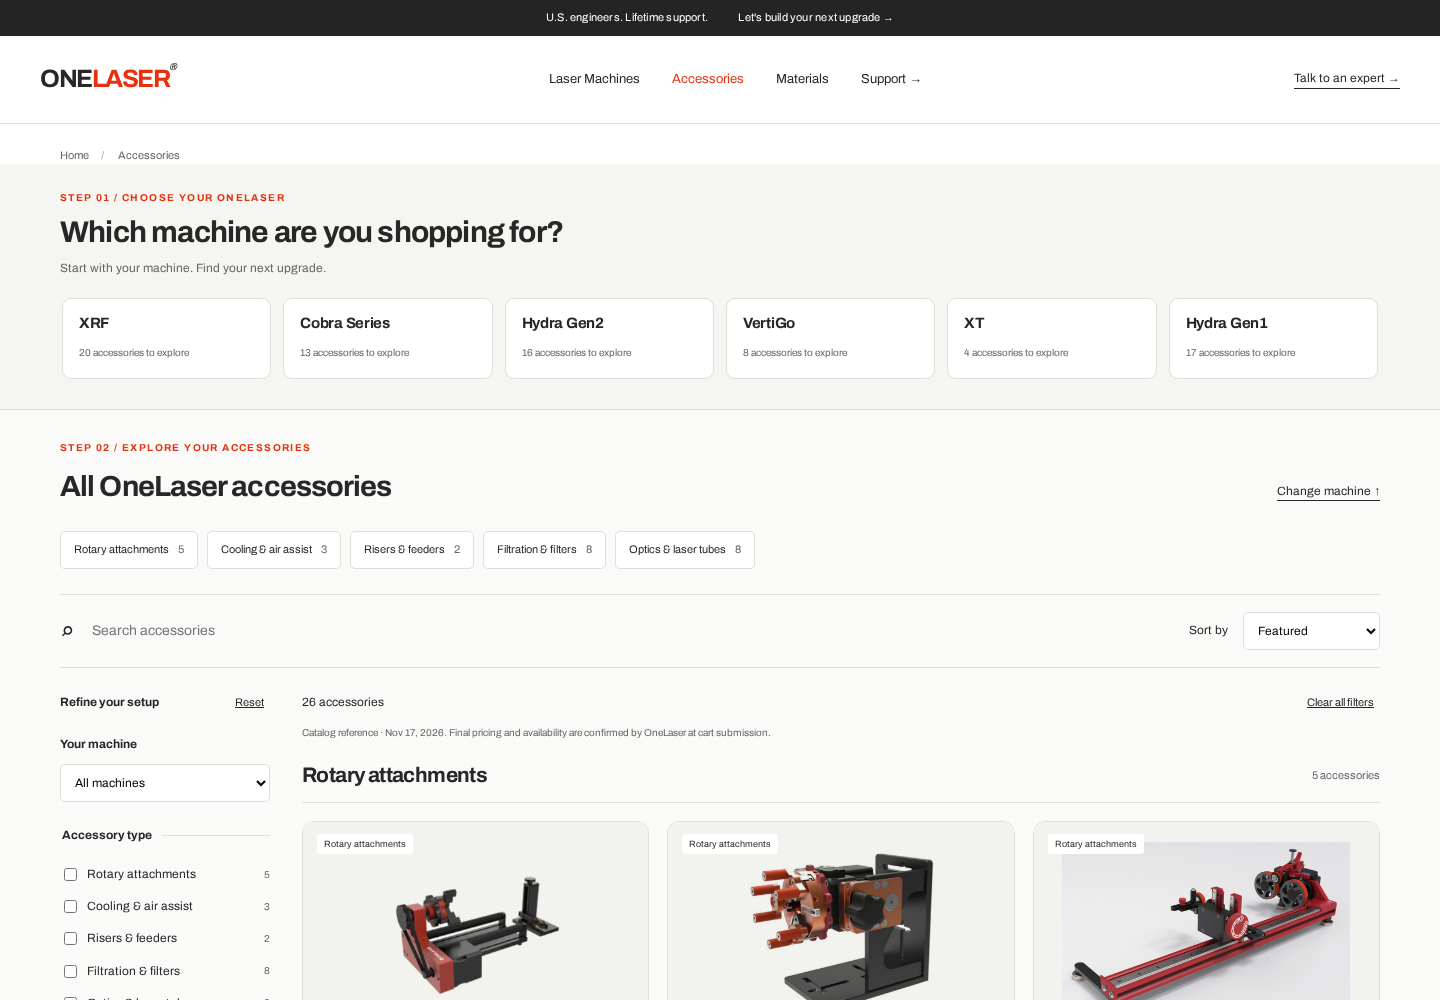 U.S. engineers. Lifetime support. Let's build your next upgrade →
ONELASER®
Laser Machines Accessories Materials Support →
Talk to an expert →
Home / Accessories
STEP 01 / CHOOSE YOUR ONELASER
Which machine are you shopping for?
Start with your machine. Find your next upgrade.
XRF
20 accessories to explore
Cobra Series
13 accessories to explore
Hydra Gen2
16 accessories to explore
VertiGo
8 accessories to explore
XT
4 accessories to explore
Hydra Gen1
17 accessories to explore
STEP 02 / EXPLORE YOUR ACCESSORIES
All OneLaser accessories
Change machine ↑
Rotary attachments 5
Cooling & air assist 3
Risers & feeders 2
Filtration & filters 8
Optics & laser tubes 8
Search accessories
Sort by Featured
Refine your setup Reset
26 accessories
Clear all filters
Catalog reference · Nov 17, 2026. Final pricing and availability are confirmed by OneLaser at cart submission.
Your machine
All machines
Rotary attachments
5 accessories
Accessory type
Rotary attachments 5
Cooling & air assist 3
Risers & feeders 2
Filtration & filters 8
Rotary attachments
Rotary attachments
Rotary attachments